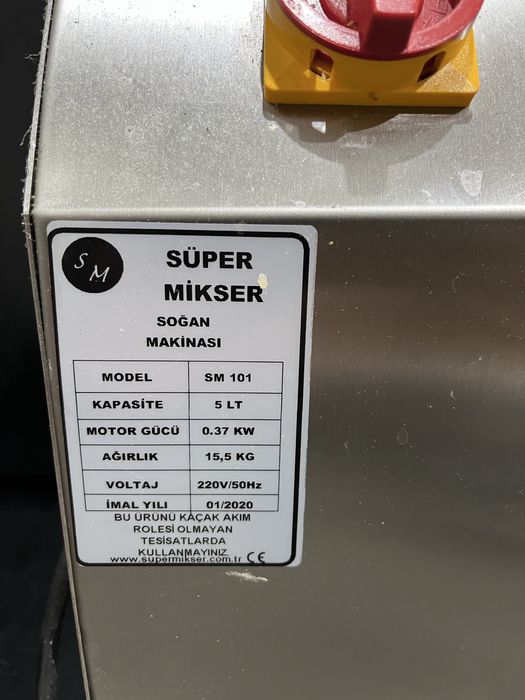 SM
SÜPER
MİKSER
SOĞAN
MAKİNASI
MODEL SM 101
KAPASİTE 5 LT
MOTOR GÜCÜ 0.37 KW
AĞIRLIK 15,5 KG
VOLTAJ 220V/50Hz
İMAL YILI 01/2020
BU ÜRÜNÜ KAÇAK AKIM
ROLESİ OLMAYAN
TESİSATLARDA
KULLANMAYINIZ
www.supermikser.com.tr CE